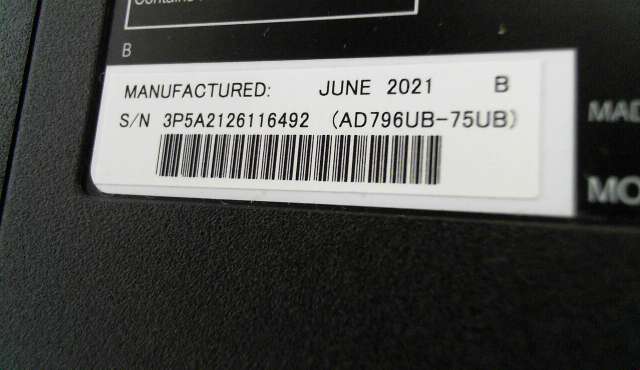 B
MANUFACTURED: JUNE 2021 B
S/N 3P5A2126116492 (AD796UB-75UB)